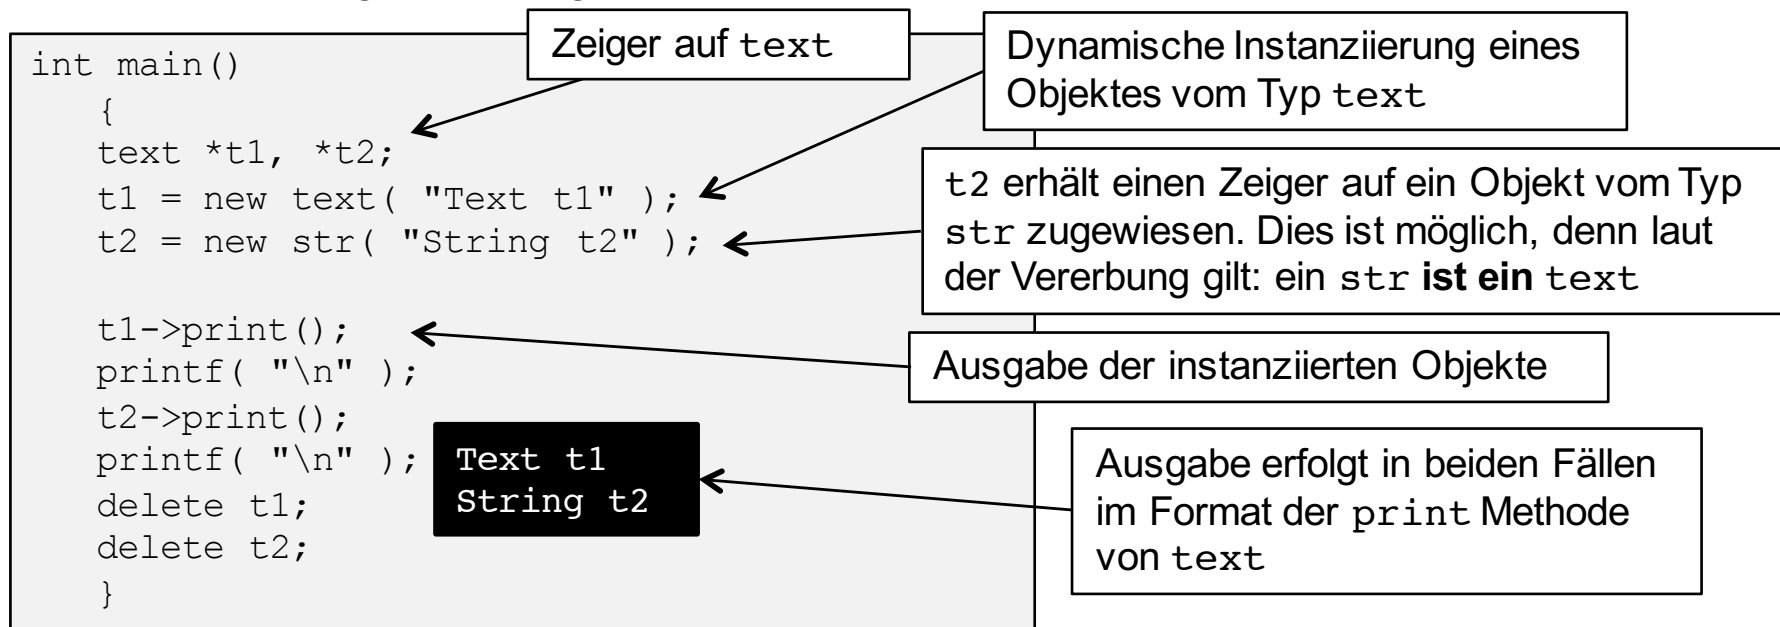 int main()
{
text *t1, *t2;
t1 = new text( "Text t1" );
t2 = new str( "String t2" );
t1->print();
printf( "\n" );
t2->print();
printf( "\n" );
delete t1;
delete t2;
}
Zeiger auf text
Dynamische Instanziierung eines
Objektes vom Typ text
t2 erhält einen Zeiger auf ein Objekt vom Typ
str zugewiesen. Dies ist möglich, denn laut
der Vererbung gilt: ein str ist ein text
Ausgabe der instanziierten Objekte
Text t1
String t2
Ausgabe erfolgt in beiden Fällen
im Format der print Methode
von text